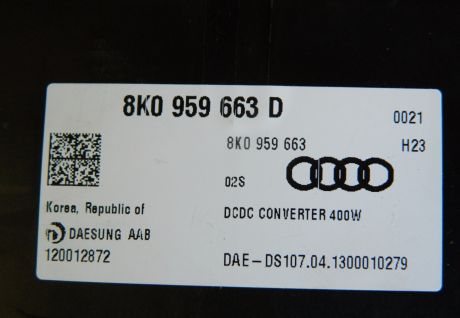 8K0 959 663 D
0021
8K0 959 663
H23
02S
Korea, Republic of
DCDC CONVERTER 400W
DAESUNG AAB
120012872
DAE-DS107.04.1300010279